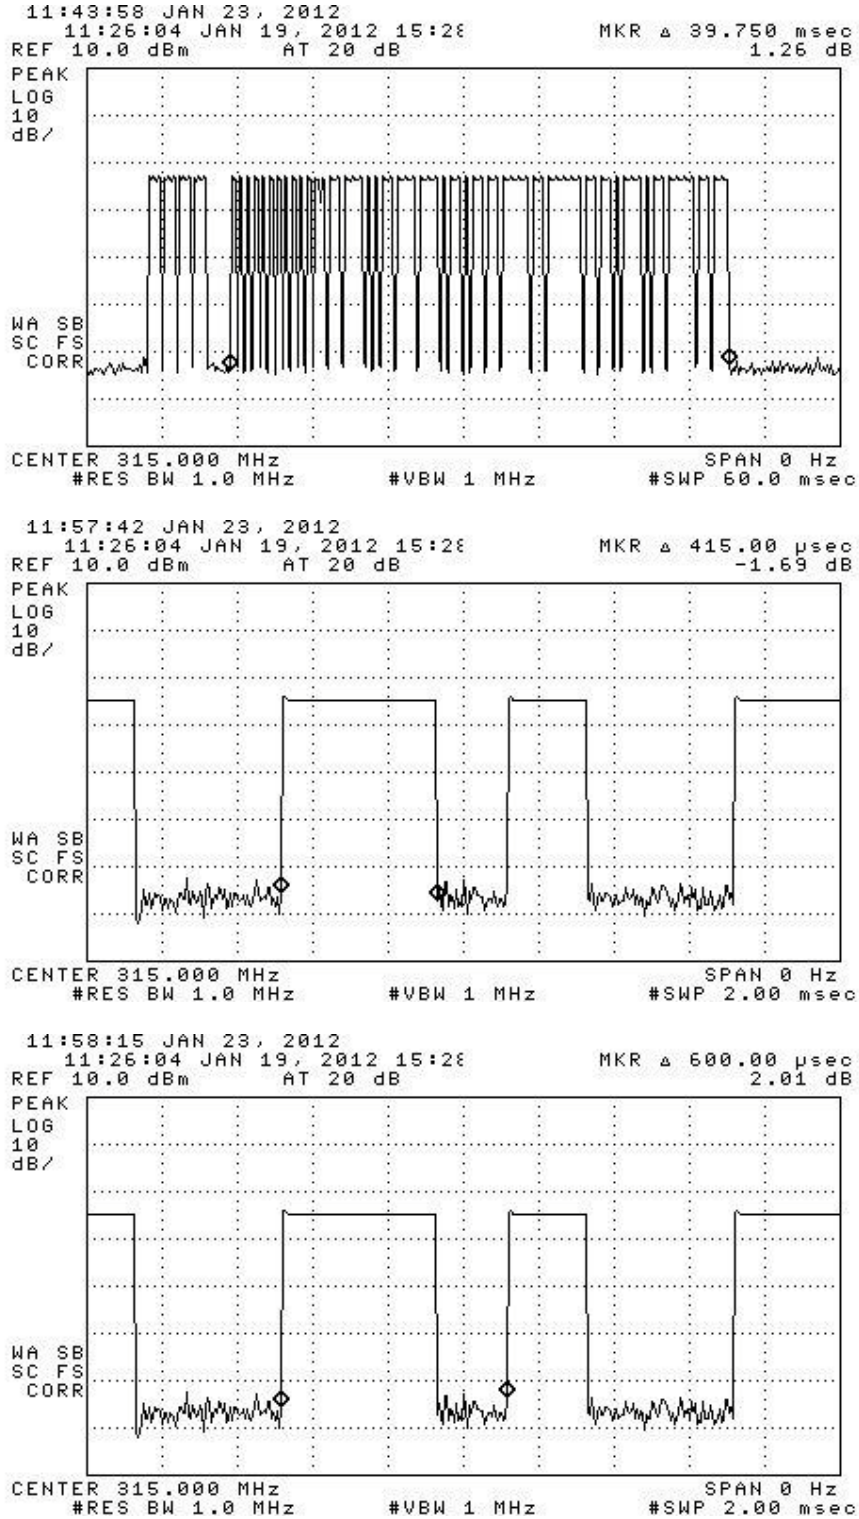 11:43:58 JAN 23, 2012
11:26:04 JAN 19, 2012 15:28
MKR Δ 39.750 msec
REF 10.0 dBm AT 20 dB 1.26 dB
PEAK
LOG
10
dB/
WA SB
SC FS
CORR
CENTER 315.000 MHz SPAN 0 Hz
#RES BW 1.0 MHz #VBW 1 MHz #SWP 60.0 msec
11:57:42 JAN 23, 2012
11:26:04 JAN 19, 2012 15:28
MKR Δ 415.00 µsec
REF 10.0 dBm AT 20 dB -1.69 dB
PEAK
LOG
10
dB/
WA SB
SC FS
CORR
CENTER 315.000 MHz SPAN 0 Hz
#RES BW 1.0 MHz #VBW 1 MHz #SWP 2.00 msec
11:58:15 JAN 23, 2012
11:26:04 JAN 19, 2012 15:28
MKR Δ 600.00 µsec
REF 10.0 dBm AT 20 dB 2.01 dB
PEAK
LOG
10
dB/
WA SB
SC FS
CORR
CENTER 315.000 MHz SPAN 0 Hz
#RES BW 1.0 MHz #VBW 1 MHz #SWP 2.00 msec